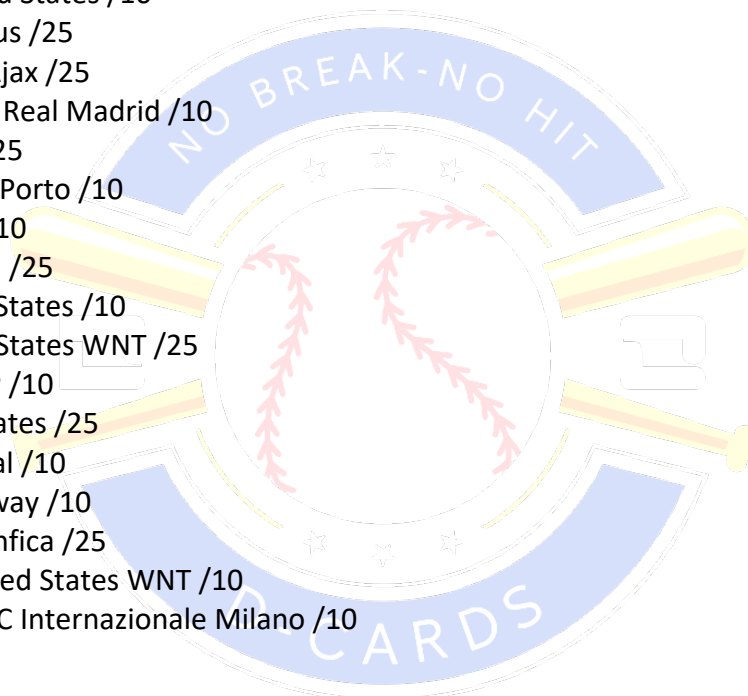 States /10
us /25
jax /25
Real Madrid /10
25
Porto /10
10
/25
States /10
States WNT /25
/10
ates /25
al /10
way /10
nfica /25
ed States WNT /10
C Internazionale Milano /10
NO BREAK-NO HIT
D-CARDS